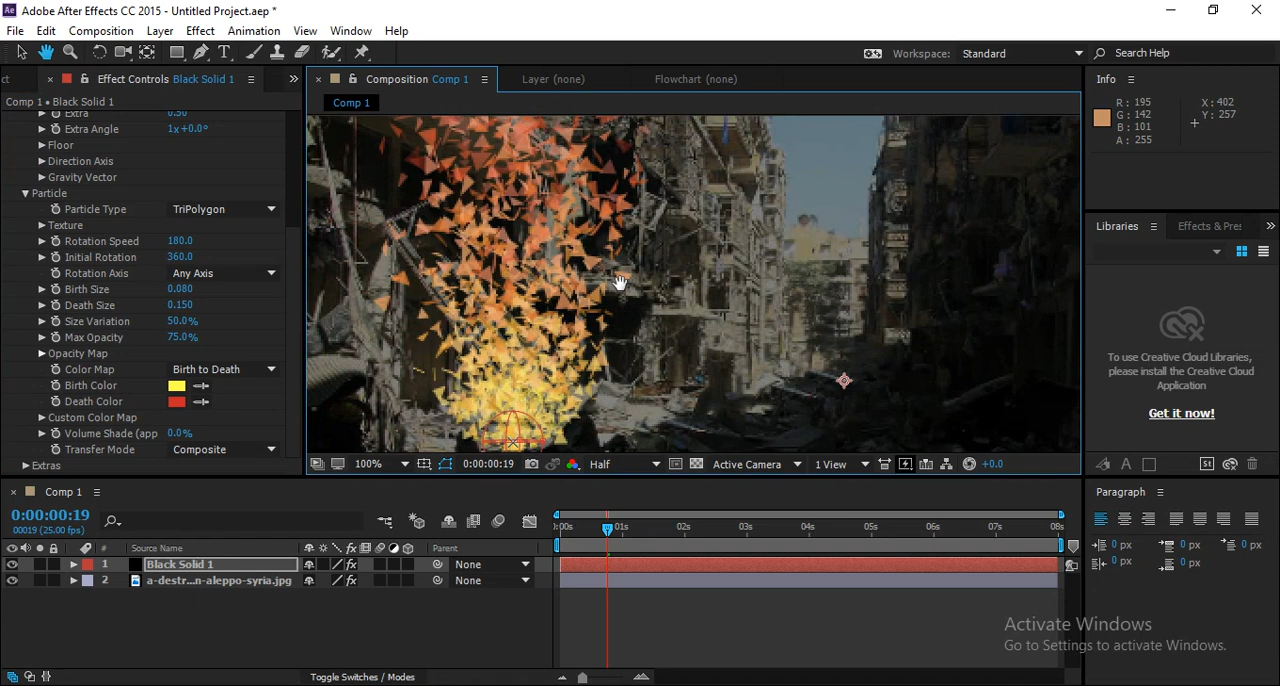 Ae Adobe After Effects CC 2015 - Untitled Project.aep *
File Edit Composition Layer Effect Animation View Window Help
T Workspace: Standard Search Help
ct × Effect Controls Black Solid 1 »
Comp 1 • Black Solid 1
Extra 0.30
Extra Angle 1x+0.0°
Floor
Direction Axis
Gravity Vector
Particle
Particle Type TriPolygon
Texture
Rotation Speed 180.0
Initial Rotation 360.0
Rotation Axis Any Axis
Birth Size 0.080
Death Size 0.150
Size Variation 50.0%
Max Opacity 75.0%
Opacity Map
Color Map Birth to Death
Birth Color
Death Color
Custom Color Map
Volume Shade (app 0.0%
Transfer Mode Composite
Extras
× Composition Comp 1 Layer (none) Flowchart (none)
Comp 1
100% 0:00:00:19 Half Active Camera 1 View +0.0
Info
R: 195 X: 402
G: 142 Y: 257
B: 101
A: 255
Libraries Effects & Pre: »
To use Creative Cloud Libraries,
please install the Creative Cloud
Application
Get it now!
A St
× Comp 1
0:00:00:19
00019 (25.00 fps)
# Source Name fx Parent
1 Black Solid 1 fx None
2 a-destr...n-aleppo-syria.jpg fx None
:00s 01s 02s 03s 04s 05s 06s 07s 08s
Toggle Switches / Modes
Paragraph
0 px 0 px 0 px
0 px 0 px
Activate Windows
Go to Settings to activate Windows.